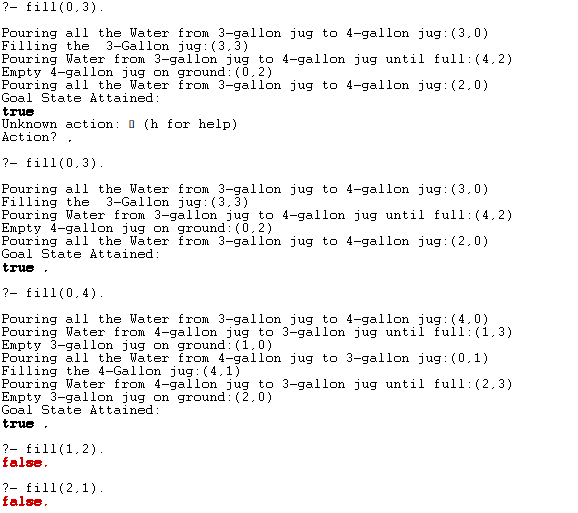 ?- fill(0,3).
Pouring all the Water from 3-gallon jug to 4-gallon jug:(3,0)
Filling the  3-Gallon jug:(3,3)
Pouring Water from 3-gallon jug to 4-gallon jug until full:(4,2)
Empty 4-gallon jug on ground:(0,2)
Pouring all the Water from 3-gallon jug to 4-gallon jug:(2,0)
Goal State Attained:
true
Unknown action: ▯ (h for help)
Action? .
?- fill(0,3).
Pouring all the Water from 3-gallon jug to 4-gallon jug:(3,0)
Filling the  3-Gallon jug:(3,3)
Pouring Water from 3-gallon jug to 4-gallon jug until full:(4,2)
Empty 4-gallon jug on ground:(0,2)
Pouring all the Water from 3-gallon jug to 4-gallon jug:(2,0)
Goal State Attained:
true .
?- fill(0,4).
Pouring all the Water from 3-gallon jug to 4-gallon jug:(4,0)
Pouring Water from 4-gallon jug to 3-gallon jug until full:(1,3)
Empty 3-gallon jug on ground:(1,0)
Pouring all the Water from 4-gallon jug to 3-gallon jug:(0,1)
Filling the 4-Gallon jug:(4,1)
Pouring Water from 4-gallon jug to 3-gallon jug until full:(2,3)
Empty 3-gallon jug on ground:(2,0)
Goal State Attained:
true .
?- fill(1,2).
false.
?- fill(2,1).
false.